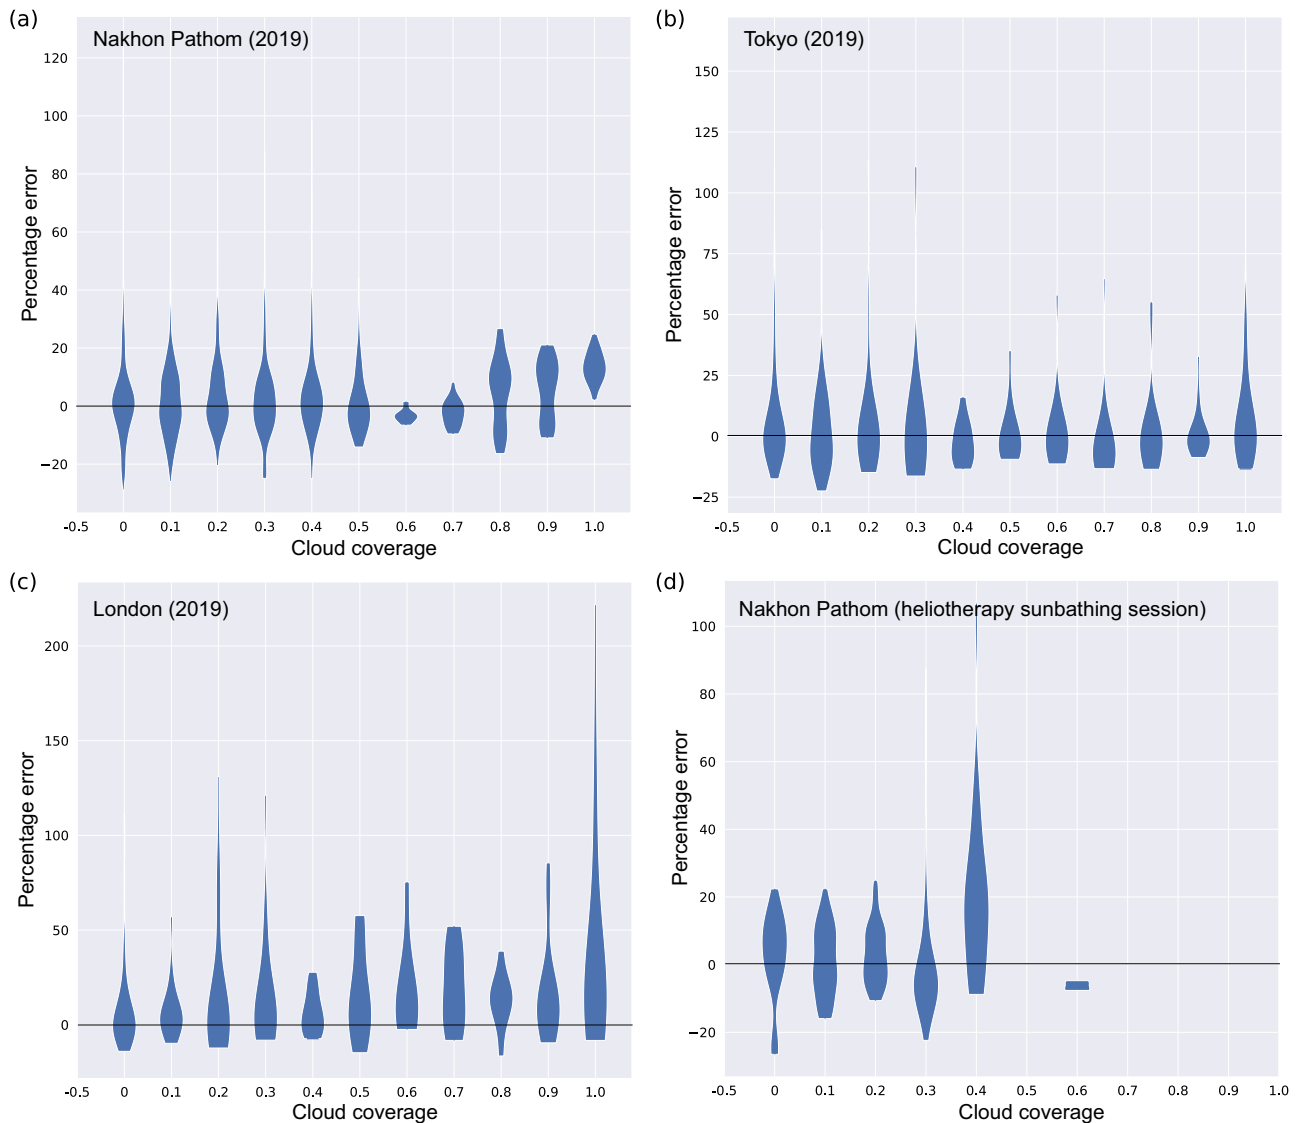 (a)
Nakhon Pathom (2019)
Percentage error
120
100
80
60
40
20
0
−20
-0.5 0 0.1 0.2 0.3 0.4 0.5 0.6 0.7 0.8 0.9 1.0
Cloud coverage
(b)
Tokyo (2019)
Percentage error
150
125
100
75
50
25
0
−25
-0.5 0 0.1 0.2 0.3 0.4 0.5 0.6 0.7 0.8 0.9 1.0
Cloud coverage
(c)
London (2019)
Percentage error
200
150
100
50
0
-0.5 0 0.1 0.2 0.3 0.4 0.5 0.6 0.7 0.8 0.9 1.0
Cloud coverage
(d)
Nakhon Pathom (heliotherapy sunbathing session)
Percentage error
100
80
60
40
20
0
−20
-0.5 0 0.1 0.2 0.3 0.4 0.5 0.6 0.7 0.8 0.9 1.0
Cloud coverage